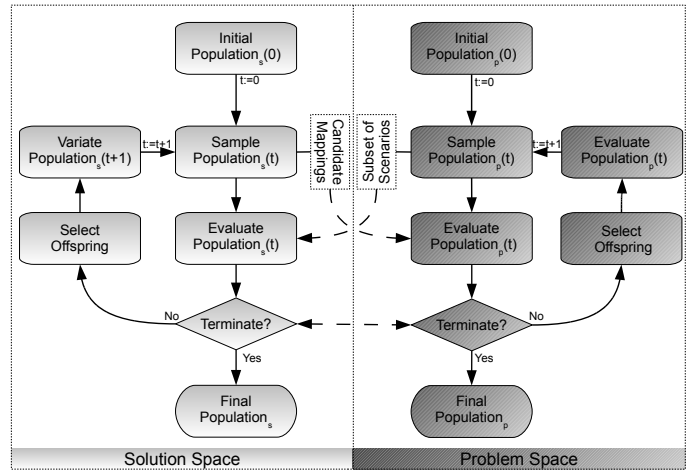 Initial
Population_s(0)
t:=0
Variate
Population_s(t+1)
t:=t+1
Sample
Population_s(t)
Select
Offspring
Evaluate
Population_s(t)
No
Terminate?
Yes
Final
Population_s
Candidate
Mappings
Subset of
Scenarios
Initial
Population_p(0)
t:=0
Sample
Population_p(t)
t:=t+1
Evaluate
Population_p(t)
Evaluate
Population_p(t)
Select
Offspring
Terminate?
No
Yes
Final
Population_p
Solution Space
Problem Space